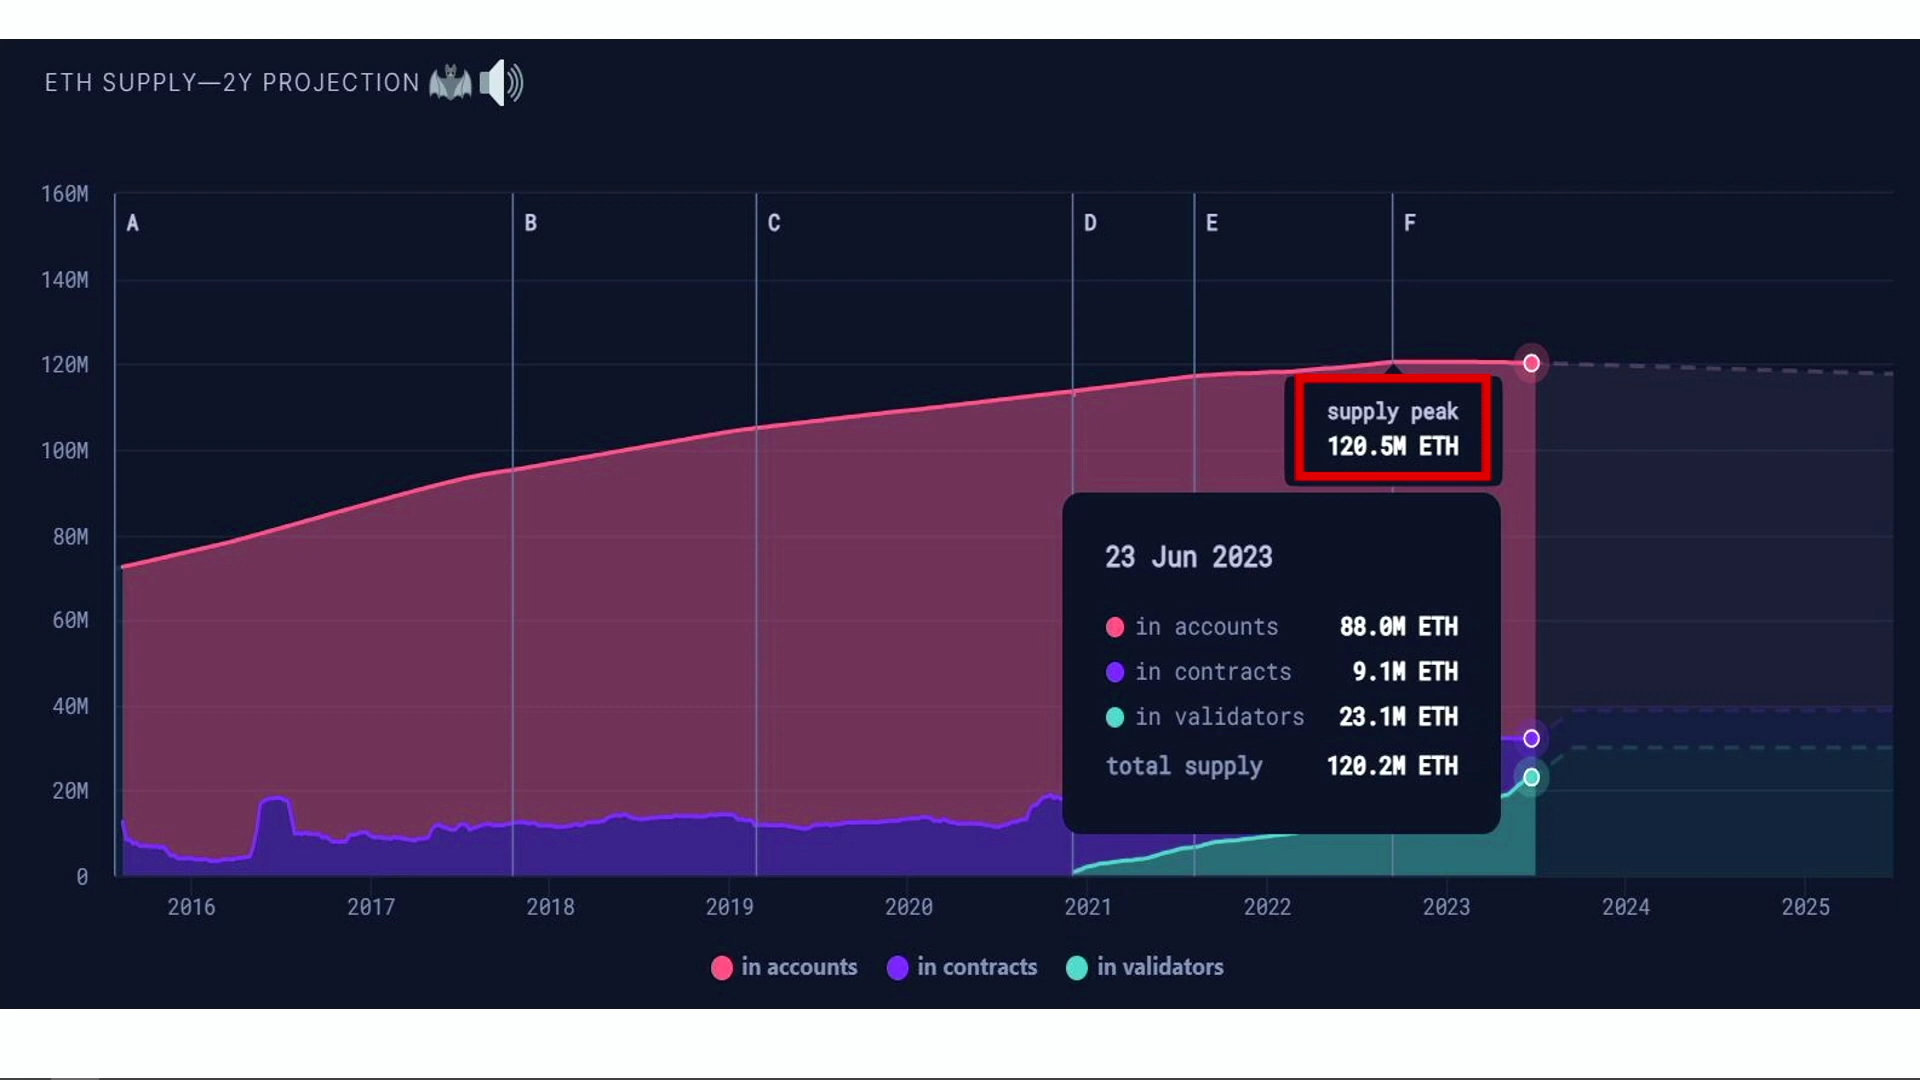 ETH SUPPLY—2Y PROJECTION
160M
140M
120M
100M
80M
60M
40M
20M
0
A
B
C
D
E
F
supply peak
120.5M ETH
23 Jun 2023
in accounts 88.0M ETH
in contracts 9.1M ETH
in validators 23.1M ETH
total supply 120.2M ETH
2016 2017 2018 2019 2020 2021 2022 2023 2024 2025
in accounts in contracts in validators